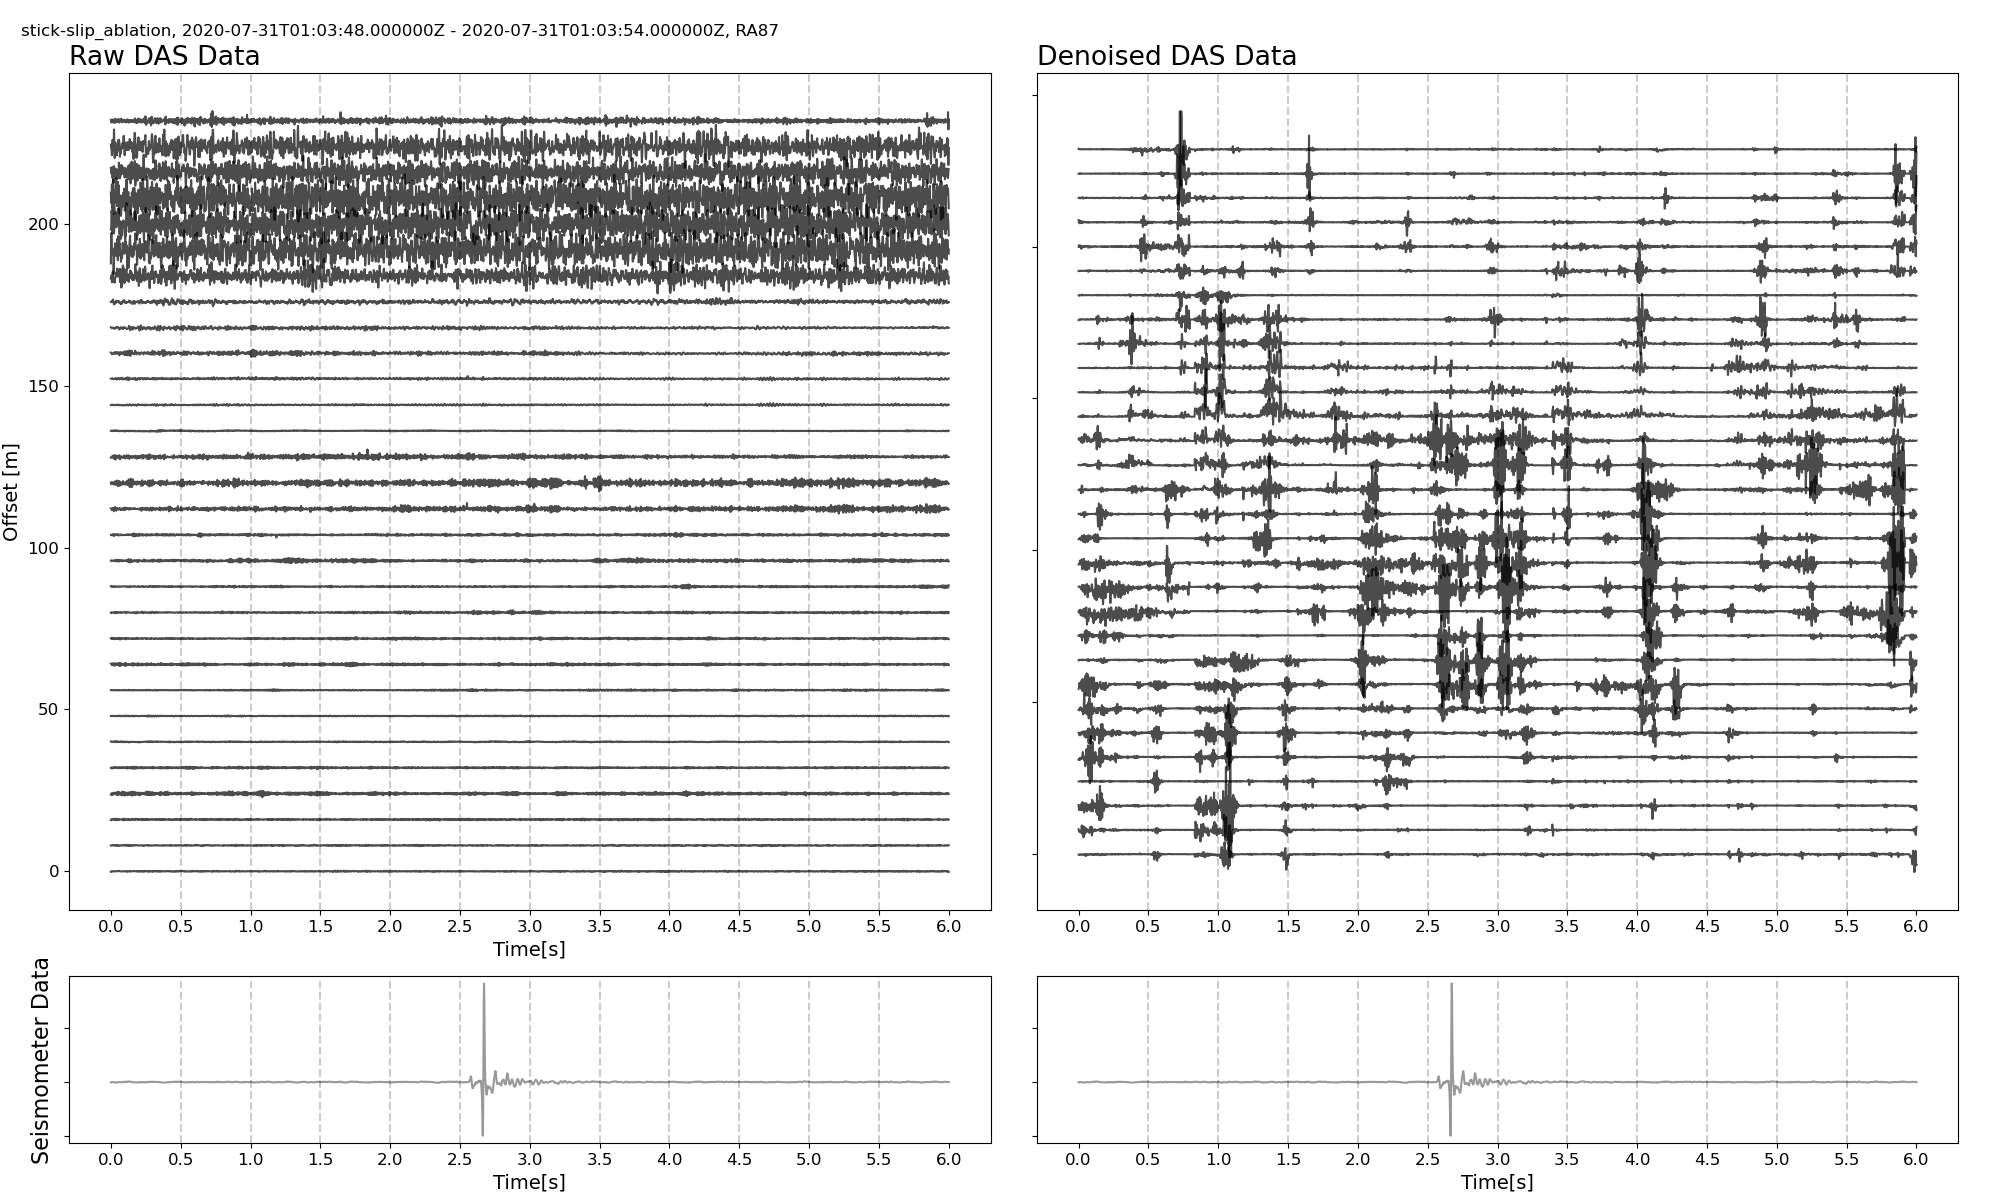 stick-slip_ablation, 2020-07-31T01:03:48.000000Z - 2020-07-31T01:03:54.000000Z, RA87
Raw DAS Data
Denoised DAS Data
Offset [m]
200
150
100
50
0
0.0 0.5 1.0 1.5 2.0 2.5 3.0 3.5 4.0 4.5 5.0 5.5 6.0
Time[s]
0.0 0.5 1.0 1.5 2.0 2.5 3.0 3.5 4.0 4.5 5.0 5.5 6.0
Seismometer Data
0.0 0.5 1.0 1.5 2.0 2.5 3.0 3.5 4.0 4.5 5.0 5.5 6.0
Time[s]
0.0 0.5 1.0 1.5 2.0 2.5 3.0 3.5 4.0 4.5 5.0 5.5 6.0
Time[s]